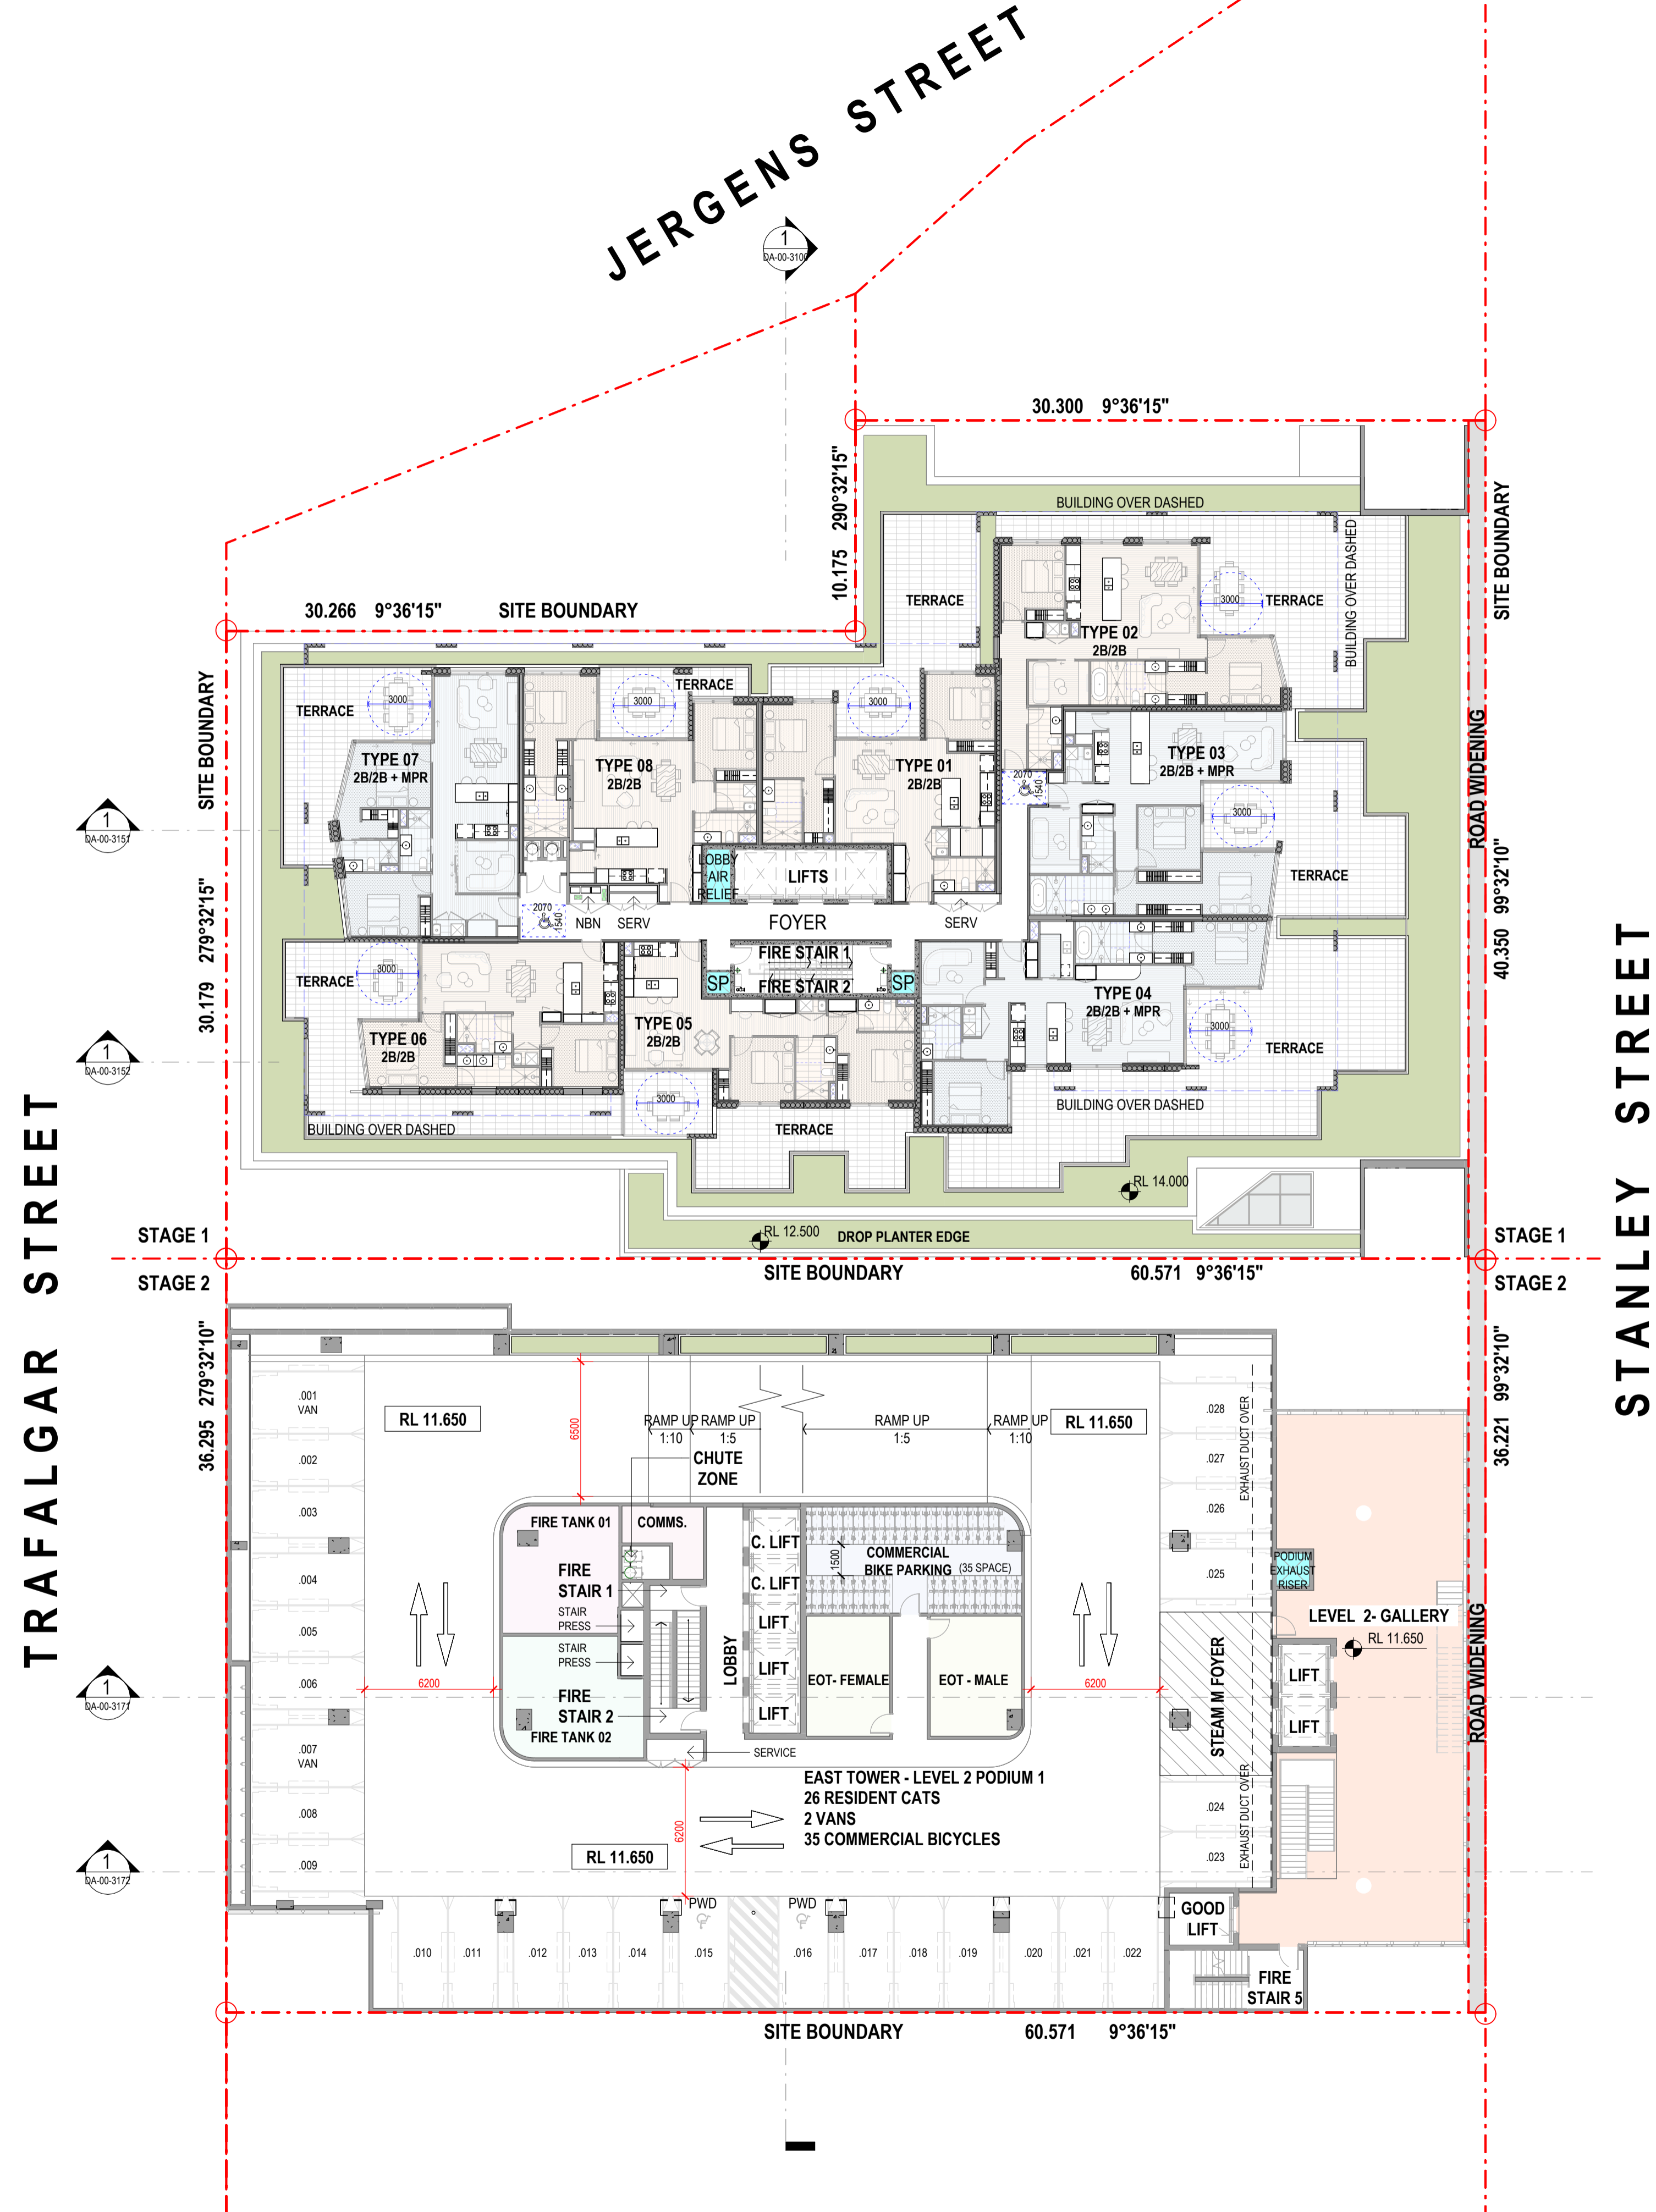 JERGENS STREET
1
DA-00-3100
30.300 9°36'15"
10.175 290°32'15"
SITE BOUNDARY
BUILDING OVER DASHED
BUILDING OVER DASHED
TERRACE
3000
TERRACE
TYPE 02
2B/2B
30.266 9°36'15" SITE BOUNDARY
SITE BOUNDARY
TERRACE
3000
3000
TERRACE
3000
TYPE 07
2B/2B + MPR
TYPE 08
2B/2B
TYPE 01
2B/2B
TYPE 03
2B/2B + MPR
ROAD WIDENING
2070
1540
3000
1
DA-00-3151
LOBBY
AIR
RELIEF
LIFTS
TERRACE
30.179 279°32'15"
40.350 99°32'10"
2070
1540
NBN
SERV
FOYER
SERV
FIRE STAIR 1
FIRE STAIR 2
SP
SP
TERRACE
3000
TYPE 06
2B/2B
TYPE 05
2B/2B
TYPE 04
2B/2B + MPR
3000
TERRACE
1
DA-00-3152
3000
BUILDING OVER DASHED
TERRACE
BUILDING OVER DASHED
RL 14.000
RL 12.500
DROP PLANTER EDGE
TRAFALGAR STREET
STANLEY STREET
STAGE 1
STAGE 1
SITE BOUNDARY 60.571 9°36'15"
STAGE 2
STAGE 2
36.295 279°32'10"
36.221 99°32'10"
.001
VAN
RL 11.650
6500
RAMP UP
1:10
RAMP UP
1:5
RAMP UP
1:5
RAMP UP
1:10
RL 11.650
.028
EXHAUST DUCT OVER
.002
CHUTE
ZONE
.027
.003
.026
FIRE TANK 01
COMMS.
C. LIFT
COMMERCIAL
BIKE PARKING (35 SPACE)
1500
PODIUM
EXHAUST
RISER
.004
FIRE
STAIR 1
C. LIFT
.025
STAIR
PRESS
LIFT
LEVEL 2- GALLERY
RL 11.650
ROAD WIDENING
.005
STAIR
PRESS
LOBBY
LIFT
STEAM M FOYER
LIFT
.006
6200
EOT- FEMALE
EOT - MALE
6200
1
DA-00-3171
FIRE
STAIR 2
LIFT
LIFT
FIRE TANK 02
.007
VAN
SERVICE
EAST TOWER - LEVEL 2 PODIUM 1
26 RESIDENT CATS
2 VANS
35 COMMERCIAL BICYCLES
.008
6200
.024
EXHAUST DUCT OVER
RL 11.650
.009
.023
1
DA-00-3172
PWD
PWD
GOOD
LIFT
.010
.011
.012
.013
.014
.015
.016
.017
.018
.019
.020
.021
.022
FIRE
STAIR 5
SITE BOUNDARY 60.571 9°36'15"